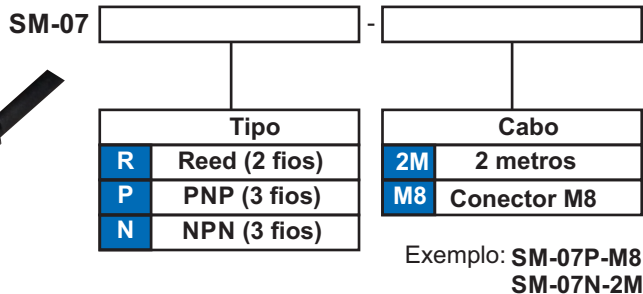 SM-07 -
Tipo
R Reed (2 fios)
P PNP (3 fios)
N NPN (3 fios)
Cabo
2M 2 metros
M8 Conector M8
Exemplo: SM-07P-M8
SM-07N-2M